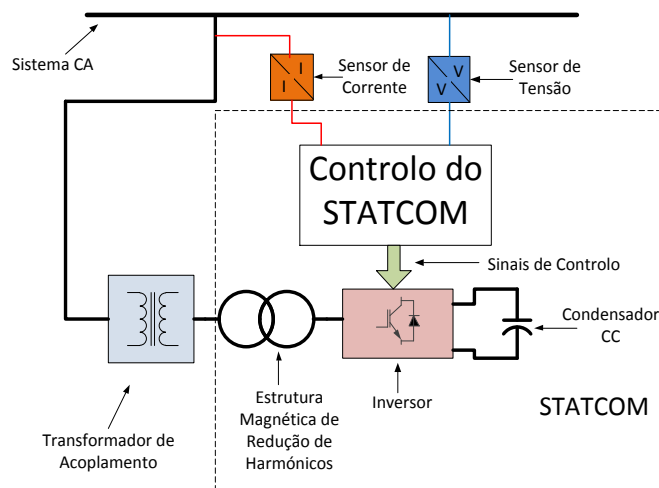 Sistema CA
I
I
Sensor de
Corrente
V
V
Sensor de
Tensão
Controlo do
STATCOM
Sinais de Controlo
Condensador
CC
Inversor
Estrutura
Magnética de
Redução de
Harmónicos
Transformador de
Acoplamento
STATCOM